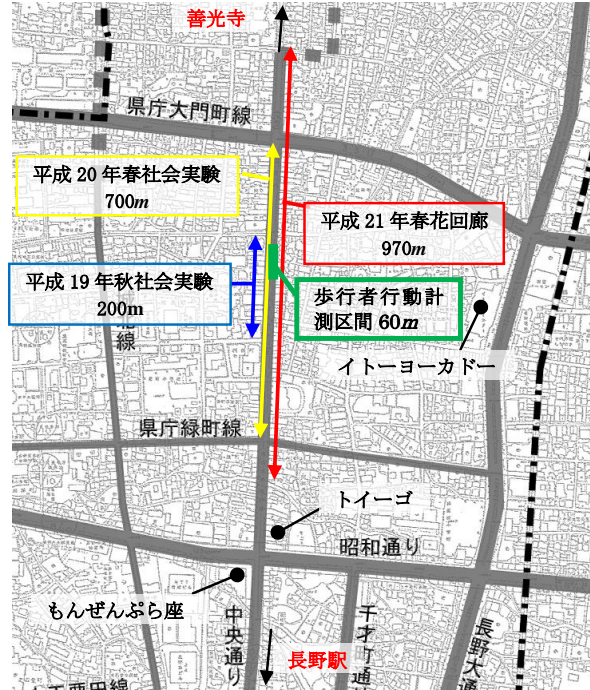 善光寺
県庁大門町線
平成 20 年春社会実験
700m
平成 21 年春花回廊
970m
平成 19 年秋社会実験
200m
歩行者行動計
測区間 60m
北線
イトーヨーカドー
県庁緑町線
トイーゴ
昭和通り
もんぜんぷら座
中央通り
千才町通り
長野大通
長野駅